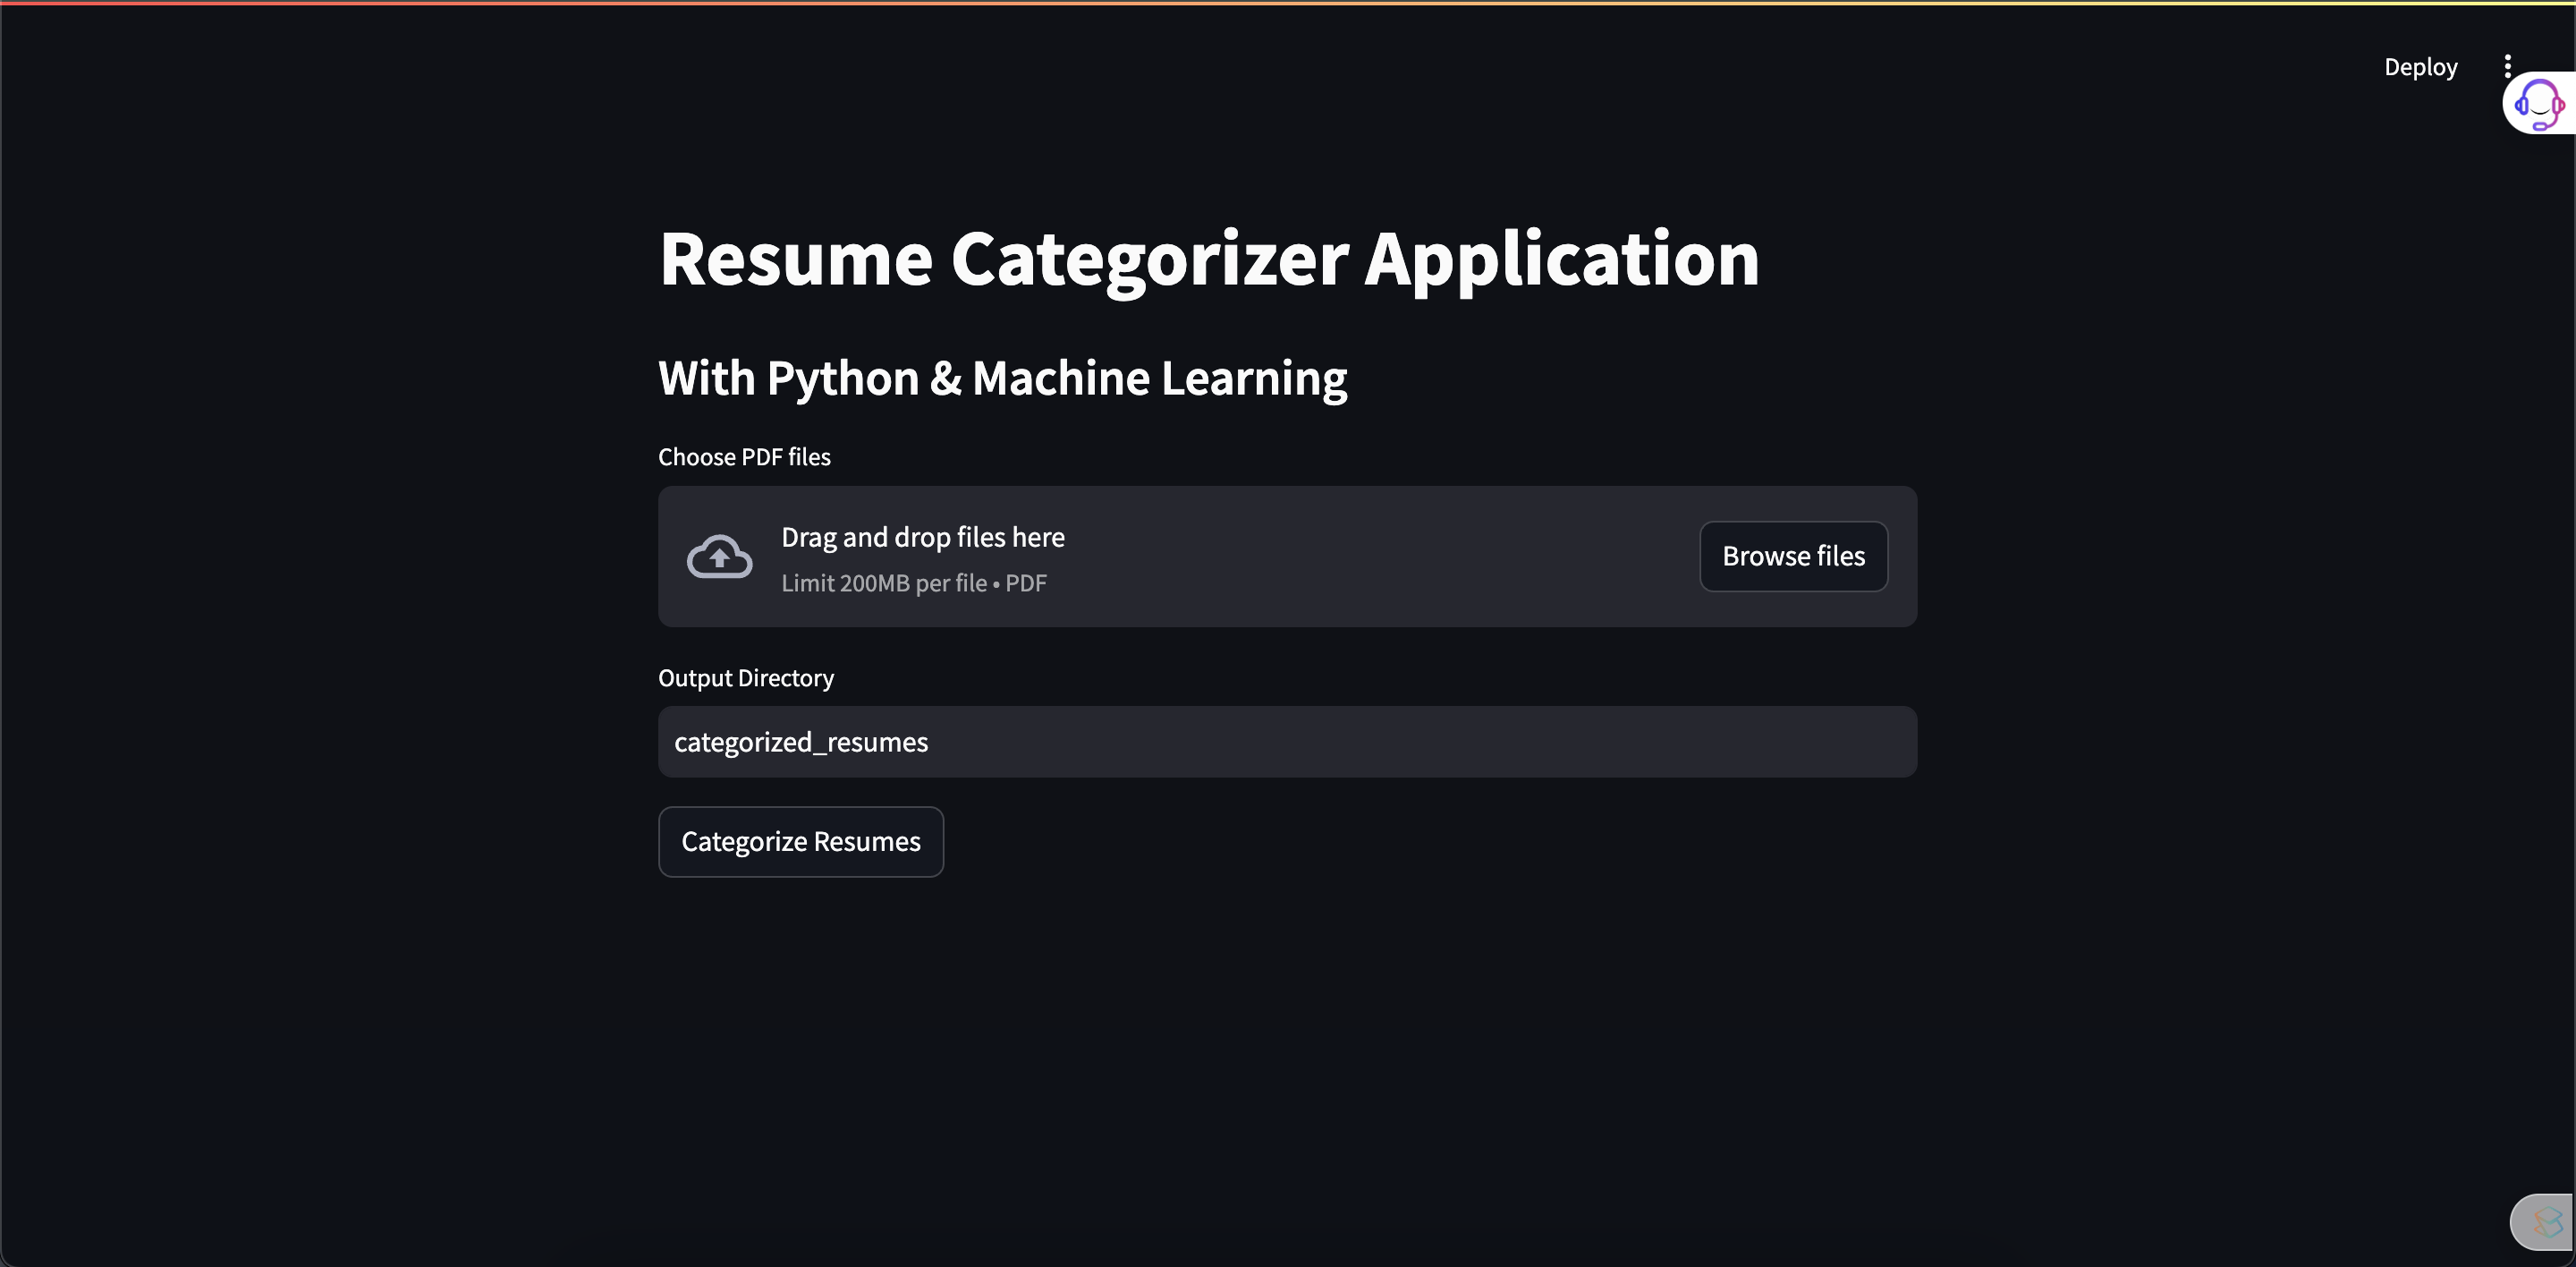 Deploy
Resume Categorizer Application
With Python & Machine Learning
Choose PDF files
Drag and drop files here
Limit 200MB per file • PDF
Browse files
Output Directory
categorized_resumes
Categorize Resumes